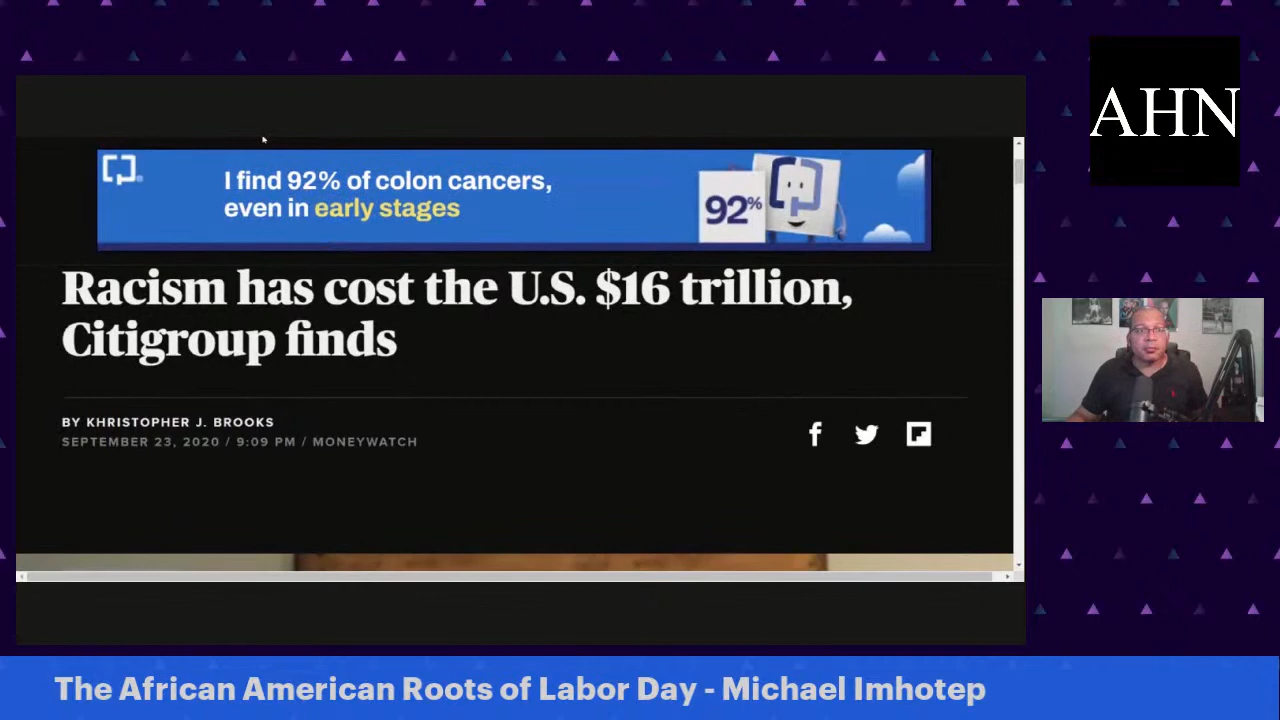 AHN
I find 92% of colon cancers,
even in early stages
92%
Racism has cost the U.S. $16 trillion,
Citigroup finds
BY KHRISTOPHER J. BROOKS
SEPTEMBER 23, 2020 / 9:09 PM / MONEYWATCH
The African American Roots of Labor Day - Michael Imhotep